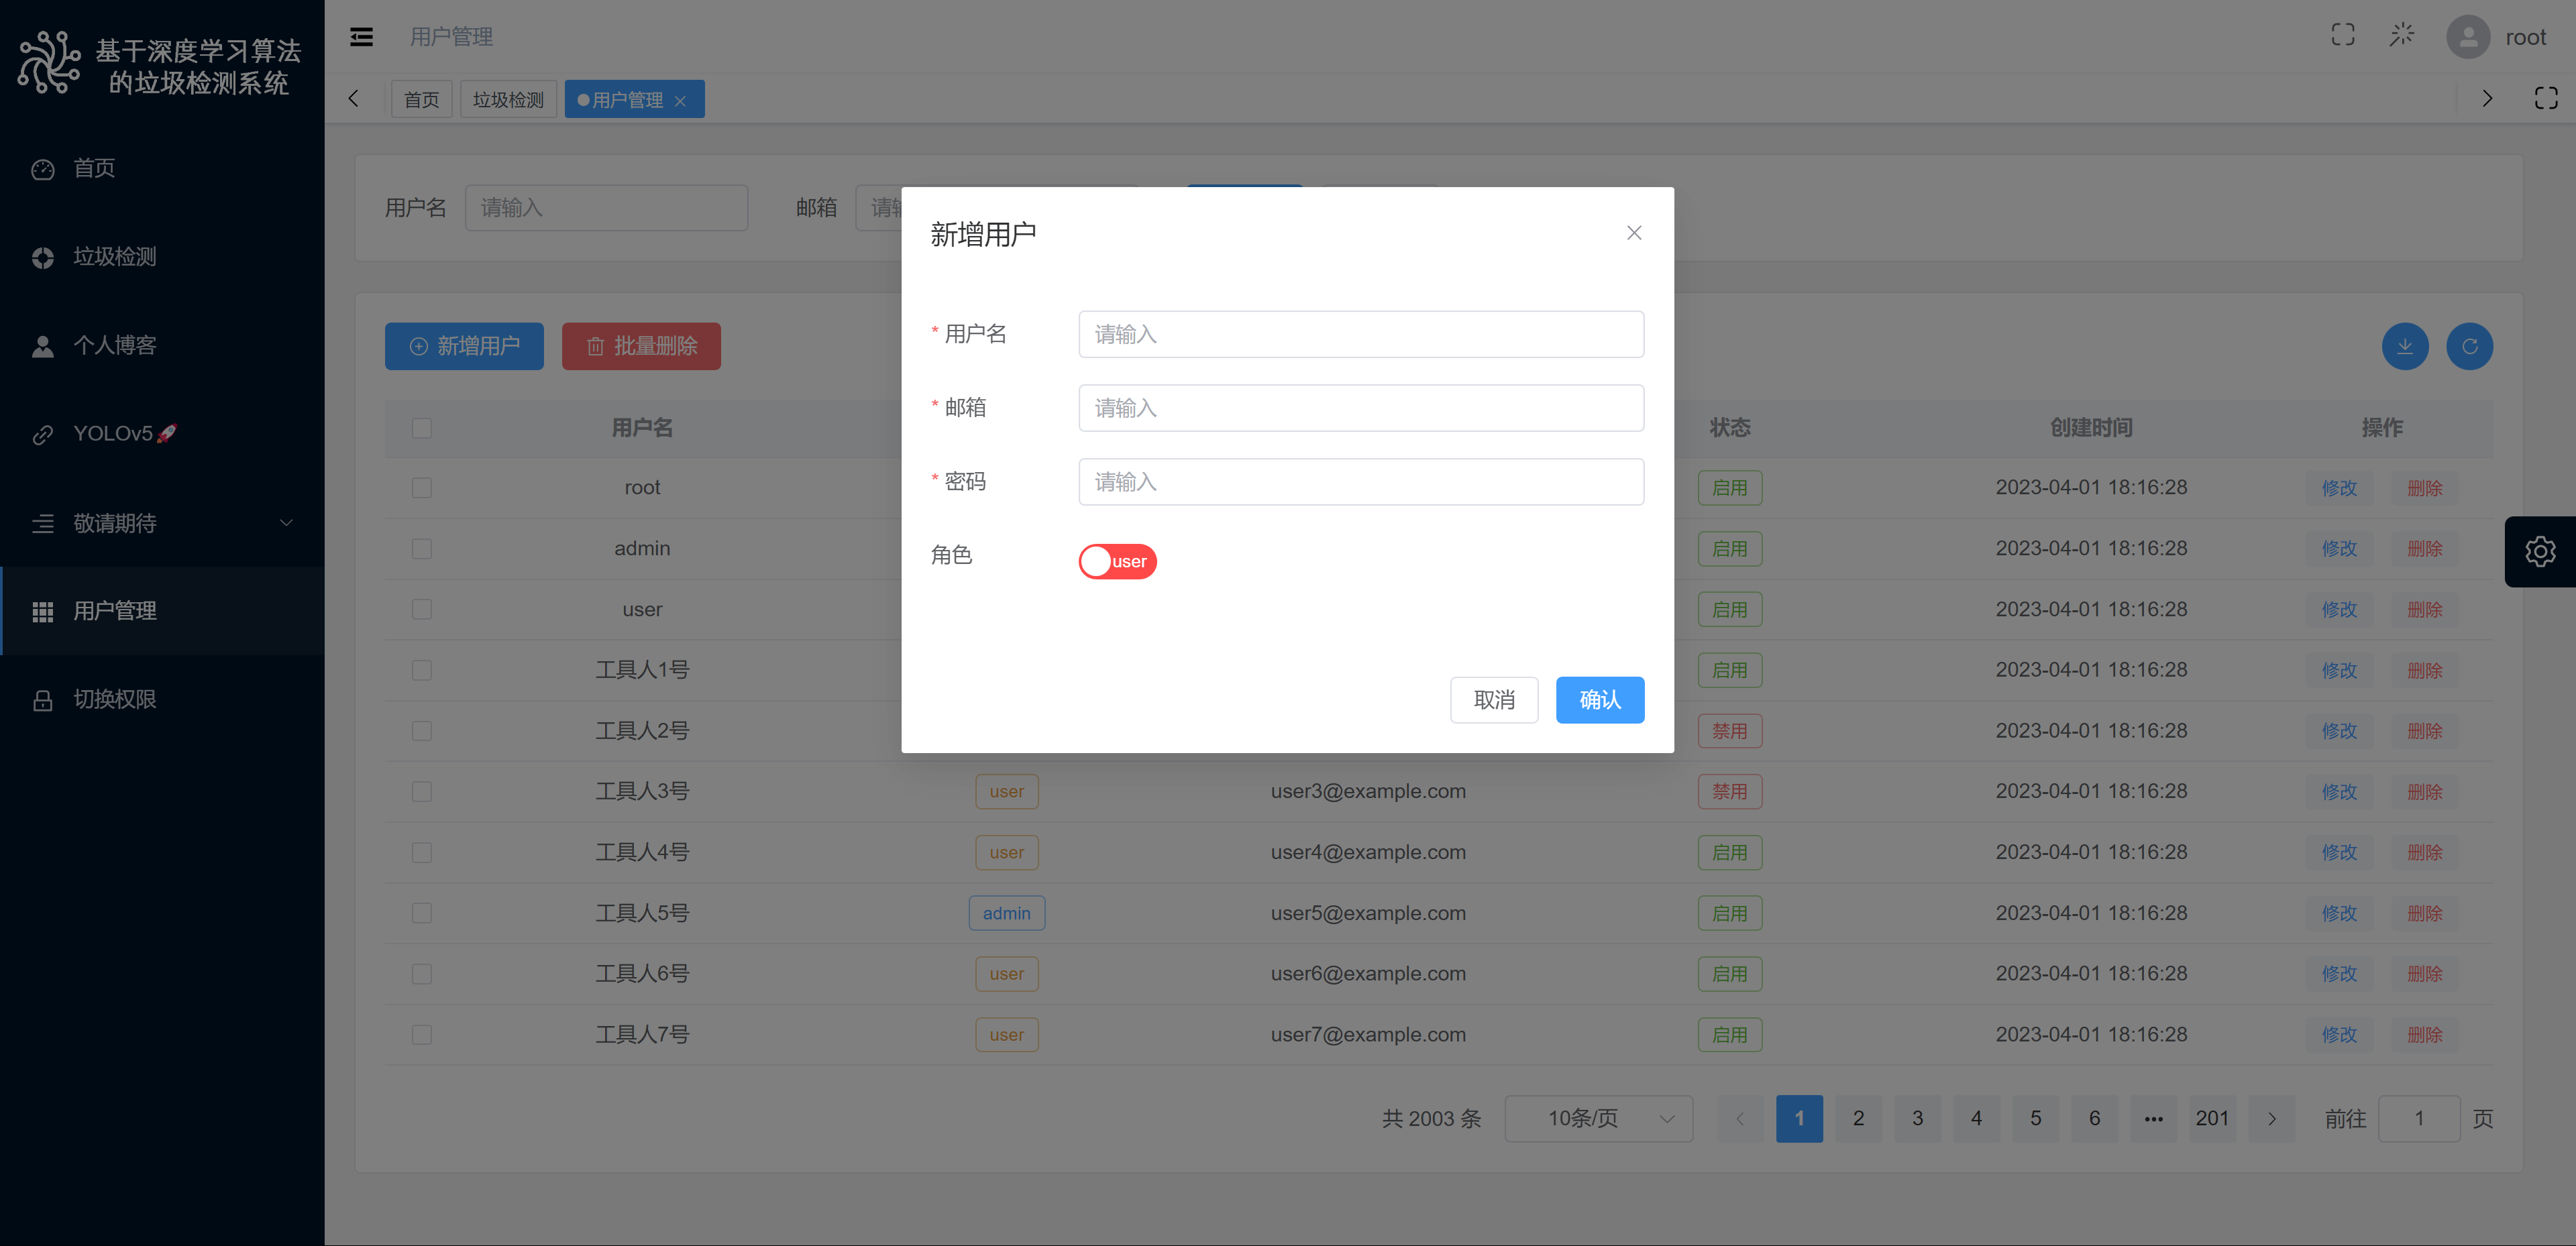 基于深度学习算法
的垃圾检测系统
首页
垃圾检测
个人博客
YOLOv5🚀
敬请期待
用户管理
切换权限
用户管理
root
首页
垃圾检测
用户管理
用户名 请输入 邮箱
新增用户 批量删除
用户名 状态 创建时间 操作
root 启用 2023-04-01 18:16:28 修改 删除
admin 启用 2023-04-01 18:16:28 修改 删除
user 启用 2023-04-01 18:16:28 修改 删除
工具人1号 启用 2023-04-01 18:16:28 修改 删除
工具人2号 禁用 2023-04-01 18:16:28 修改 删除
工具人3号 user user3@example.com 禁用 2023-04-01 18:16:28 修改 删除
工具人4号 user user4@example.com 启用 2023-04-01 18:16:28 修改 删除
工具人5号 admin user5@example.com 启用 2023-04-01 18:16:28 修改 删除
工具人6号 user user6@example.com 启用 2023-04-01 18:16:28 修改 删除
工具人7号 user user7@example.com 启用 2023-04-01 18:16:28 修改 删除
共 2003 条 10条/页 1 2 3 4 5 6 ••• 201 前往 1 页
新增用户
* 用户名 请输入
* 邮箱 请输入
* 密码 请输入
角色 user
取消 确认